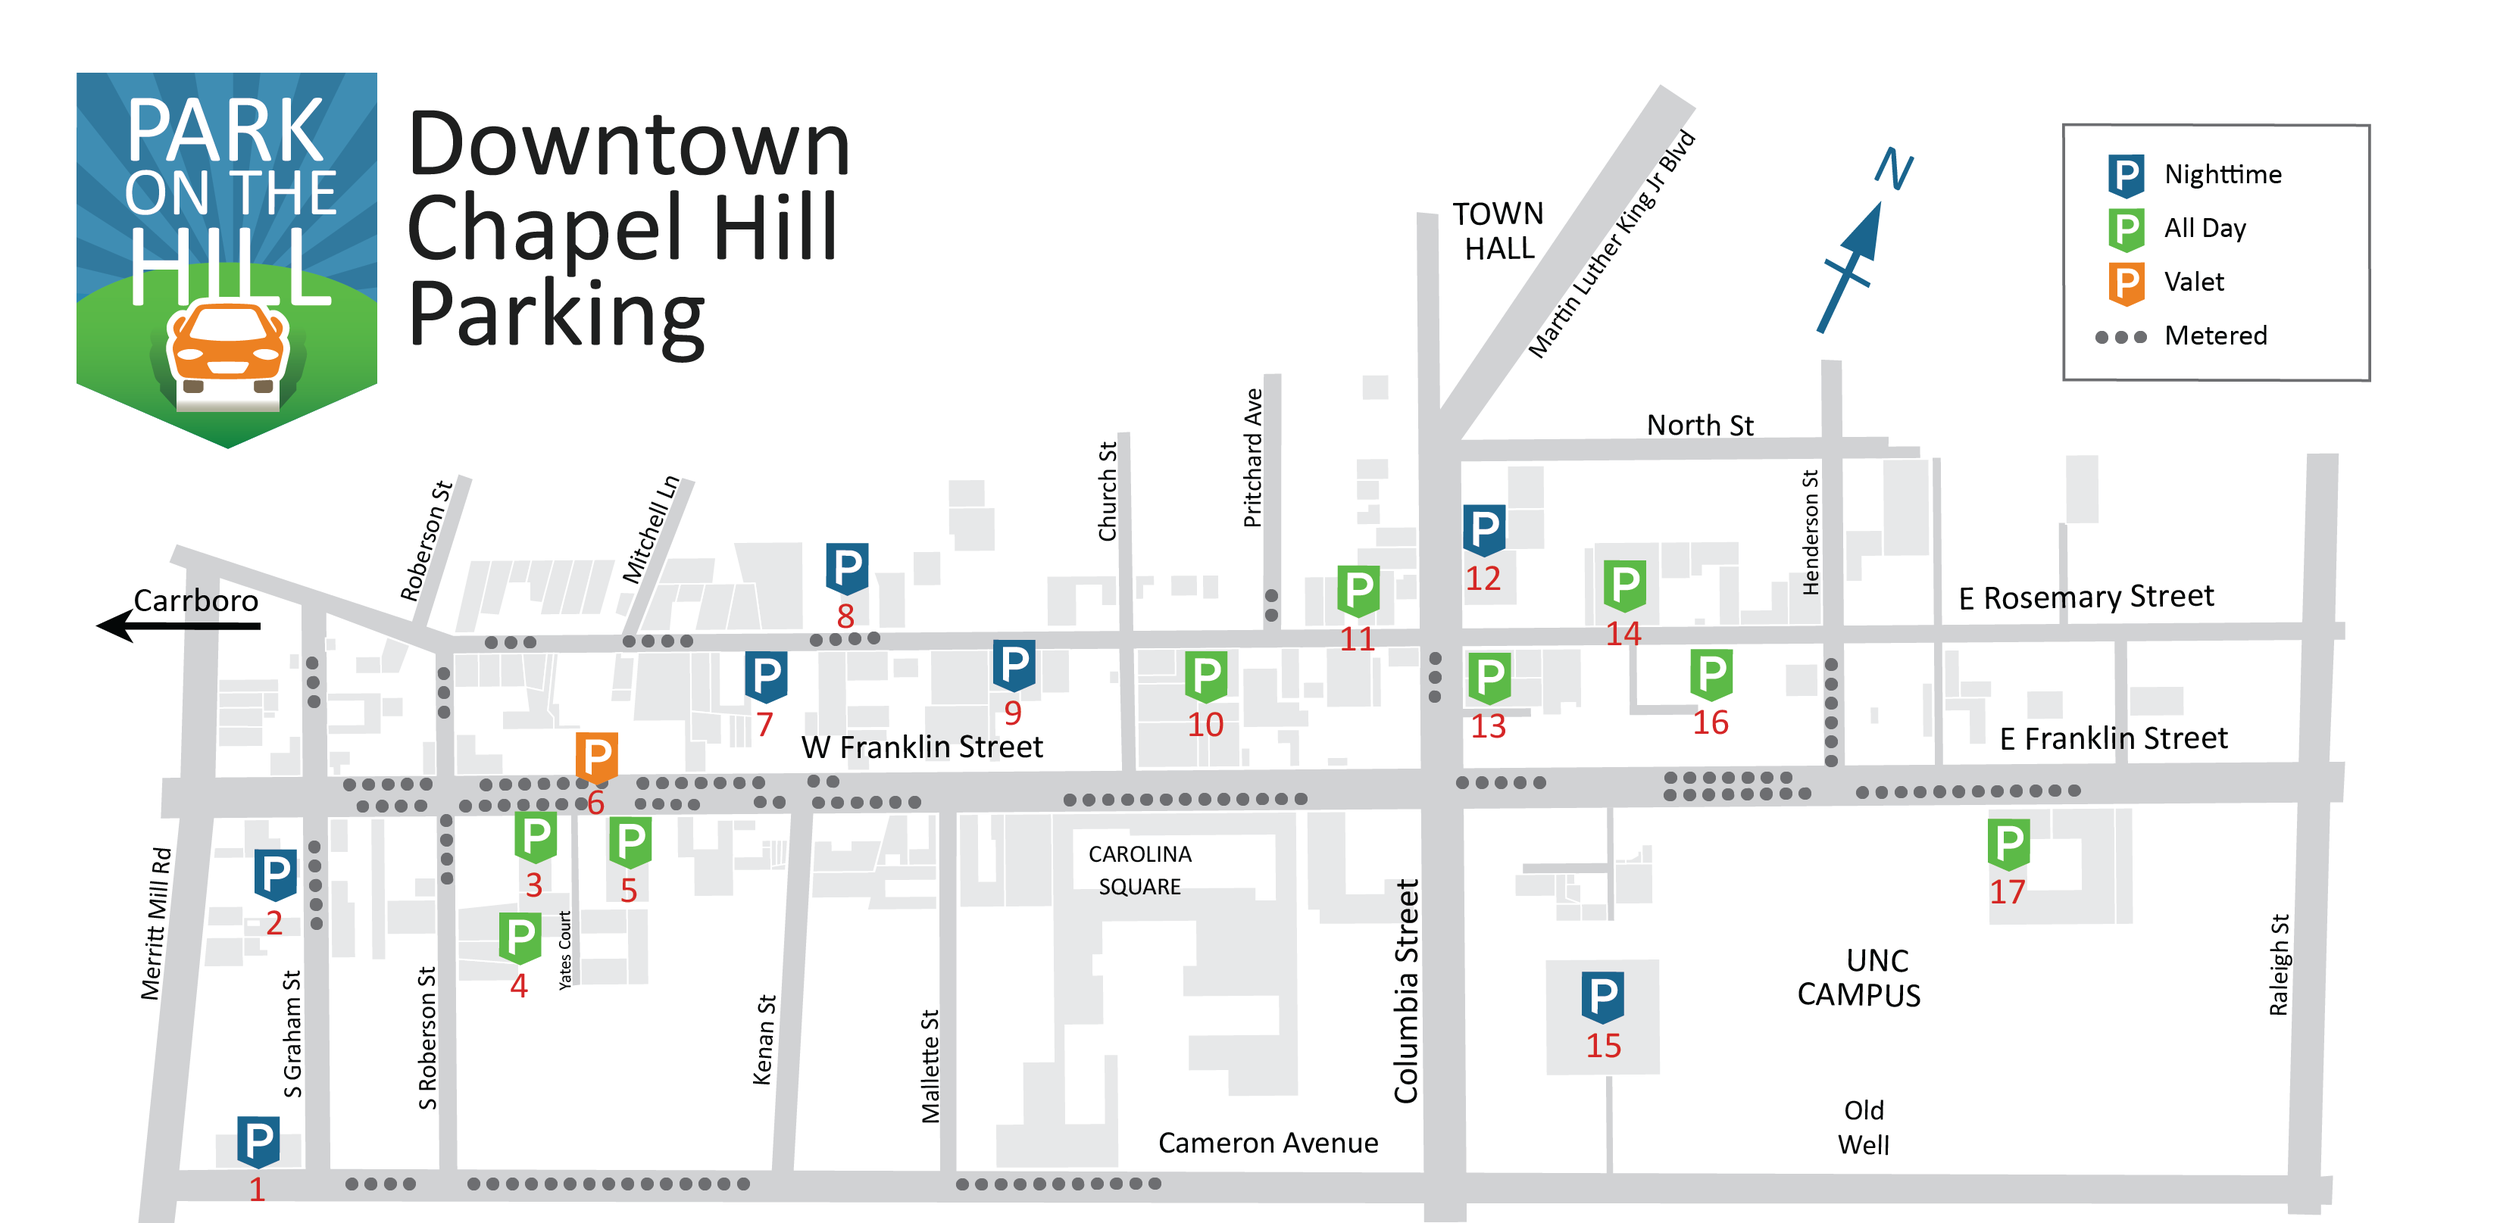 PARK
ON THE
HILL
Downtown
Chapel Hill
Parking
P Nighttime
P All Day
P Valet
Metered
N
TOWN
HALL
Martin Luther King Jr Blvd
North St
Pritchard Ave
Church St
Henderson St
Roberson St
Mitchell Ln
Carrboro
E Rosemary Street
P
8
P
11
P
12
P
14
P
7
P
9
P
10
P
13
P
16
W Franklin Street
E Franklin Street
P
6
P
2
P
3
P
5
P
4
Yates Court
CAROLINA
SQUARE
P
17
Merritt Mill Rd
S Graham St
S Roberson St
Kenan St
Mallette St
Columbia Street
UNC
CAMPUS
Raleigh St
P
15
Old
Well
Cameron Avenue
P
1